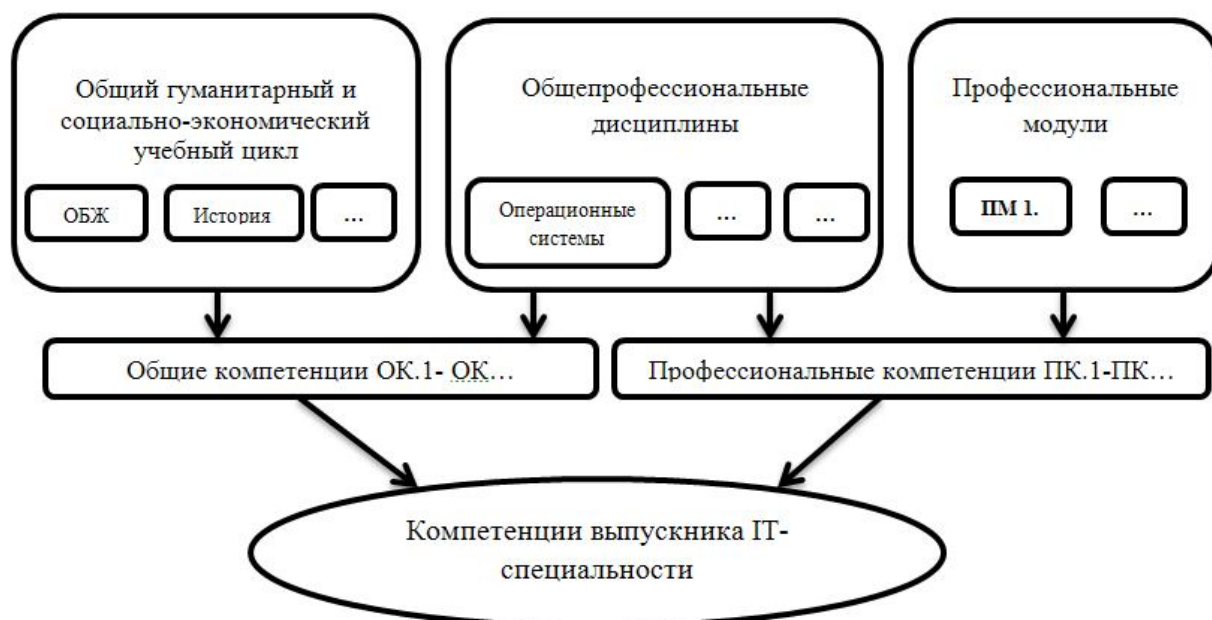 Общий гуманитарный и
социально-экономический
учебный цикл
ОБЖ
История
...
Общепрофессиональные
дисциплины
Операционные
системы
...
...
Профессиональные
модули
ПМ 1.
...
Общие компетенции ОК.1- ОК...
Профессиональные компетенции ПК.1-ПК...
Компетенции выпускника IT-
специальности